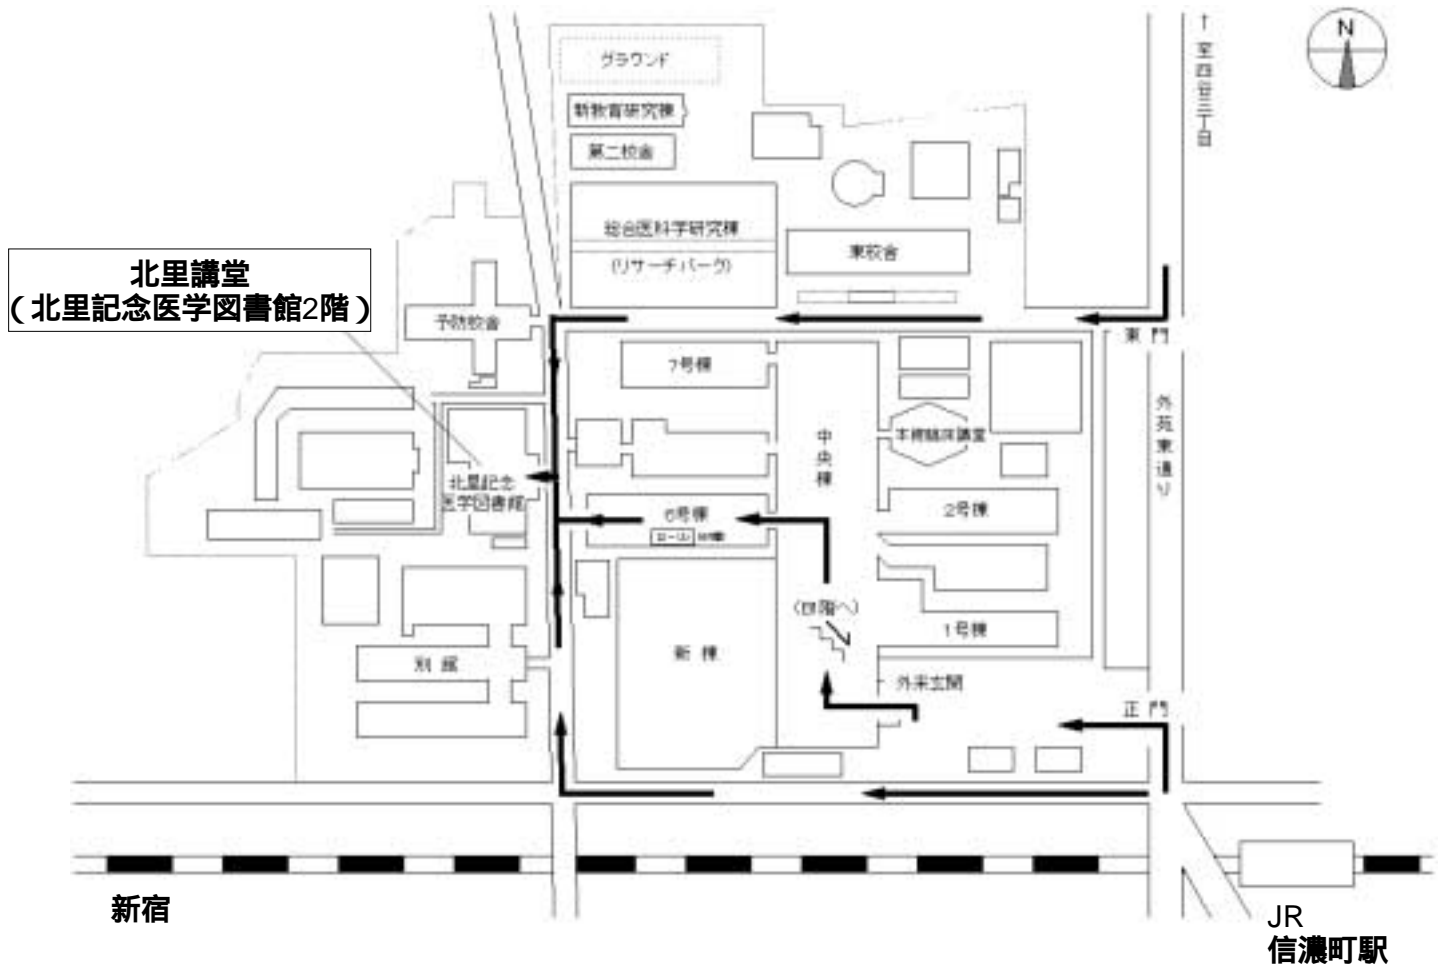 N
↑至四谷三丁目
グラウンド
新教育研究棟
第二校舎
総合医科学研究棟
(リサーチパーク)
東校舎
北里講堂
（北里記念医学図書館2階）
予防校舎
東門
7号棟
外苑東通り
中央棟
本館臨床講堂
北里記念
医学図書館
6号棟
2号棟
1号棟
新棟
別館
外来玄関
正門
新宿
JR
信濃町駅